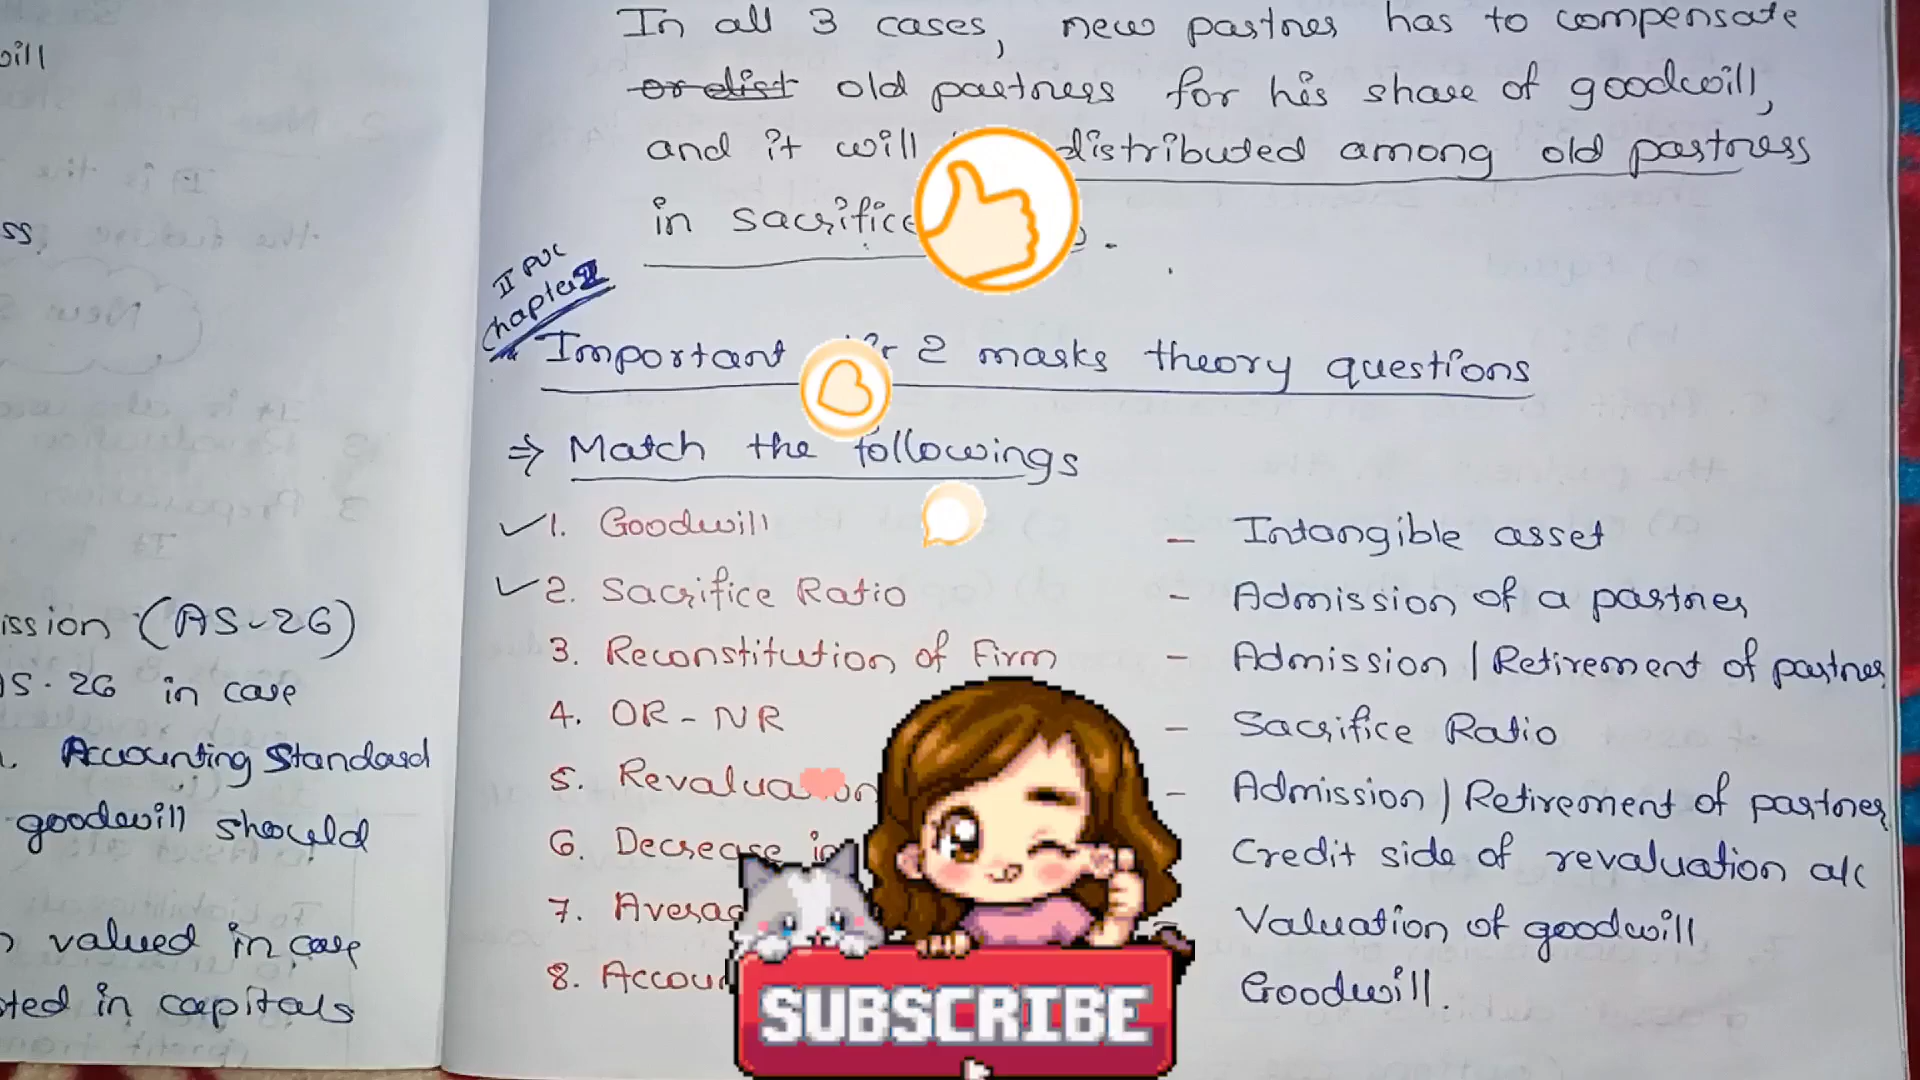 In all 3 cases, new partner has to compensate
or dist old partners for his share of goodwill,
and it will distributed among old partners
in sacrifice
II PUC
Chapter 2
Important 2 marks theory questions
⇒ Match the followings
1. Goodwill - Intangible asset
2. Sacrifice Ratio - Admission of a partner
3. Reconstitution of Firm - Admission / Retirement of partner
4. OR - NR - Sacrifice Ratio
5. Revaluation - Admission / Retirement of partner
6. Decrease in Credit side of revaluation a/c
7. Valuation of goodwill
8. Goodwill.
ill
ss
ission (AS-26)
S-26 in case
Accounting Standard
goodwill should
valued in case
ted in capitals
SUBSCRIBE